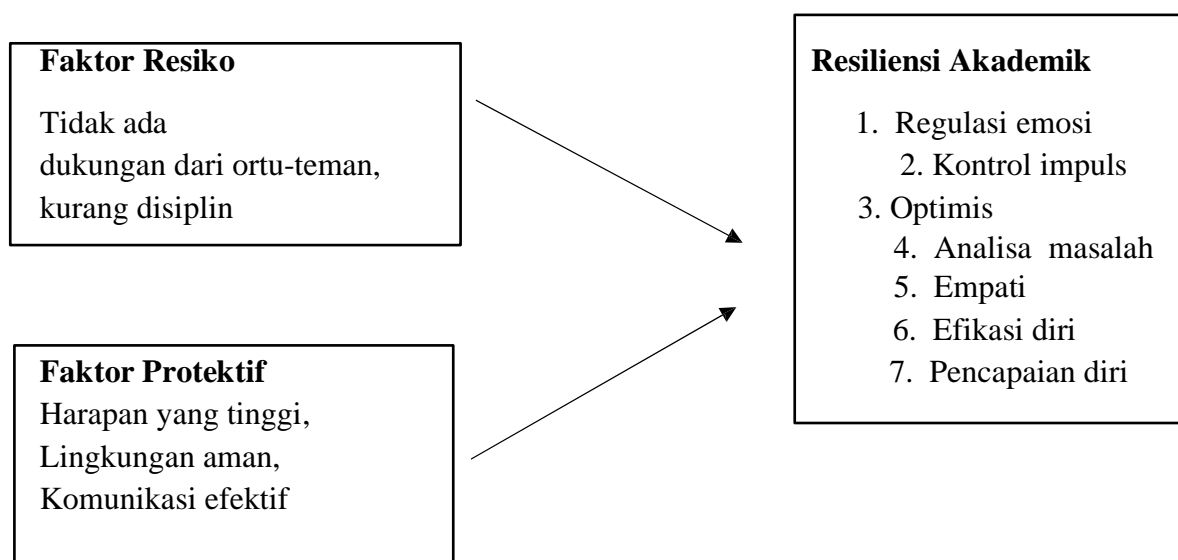 Faktor Resiko
Tidak ada
dukungan dari ortu-teman,
kurang disiplin
Faktor Protektif
Harapan yang tinggi,
Lingkungan aman,
Komunikasi efektif
Resiliensi Akademik
1. Regulasi emosi
2. Kontrol impuls
3. Optimis
4. Analisa masalah
5. Empati
6. Efikasi diri
7. Pencapaian diri